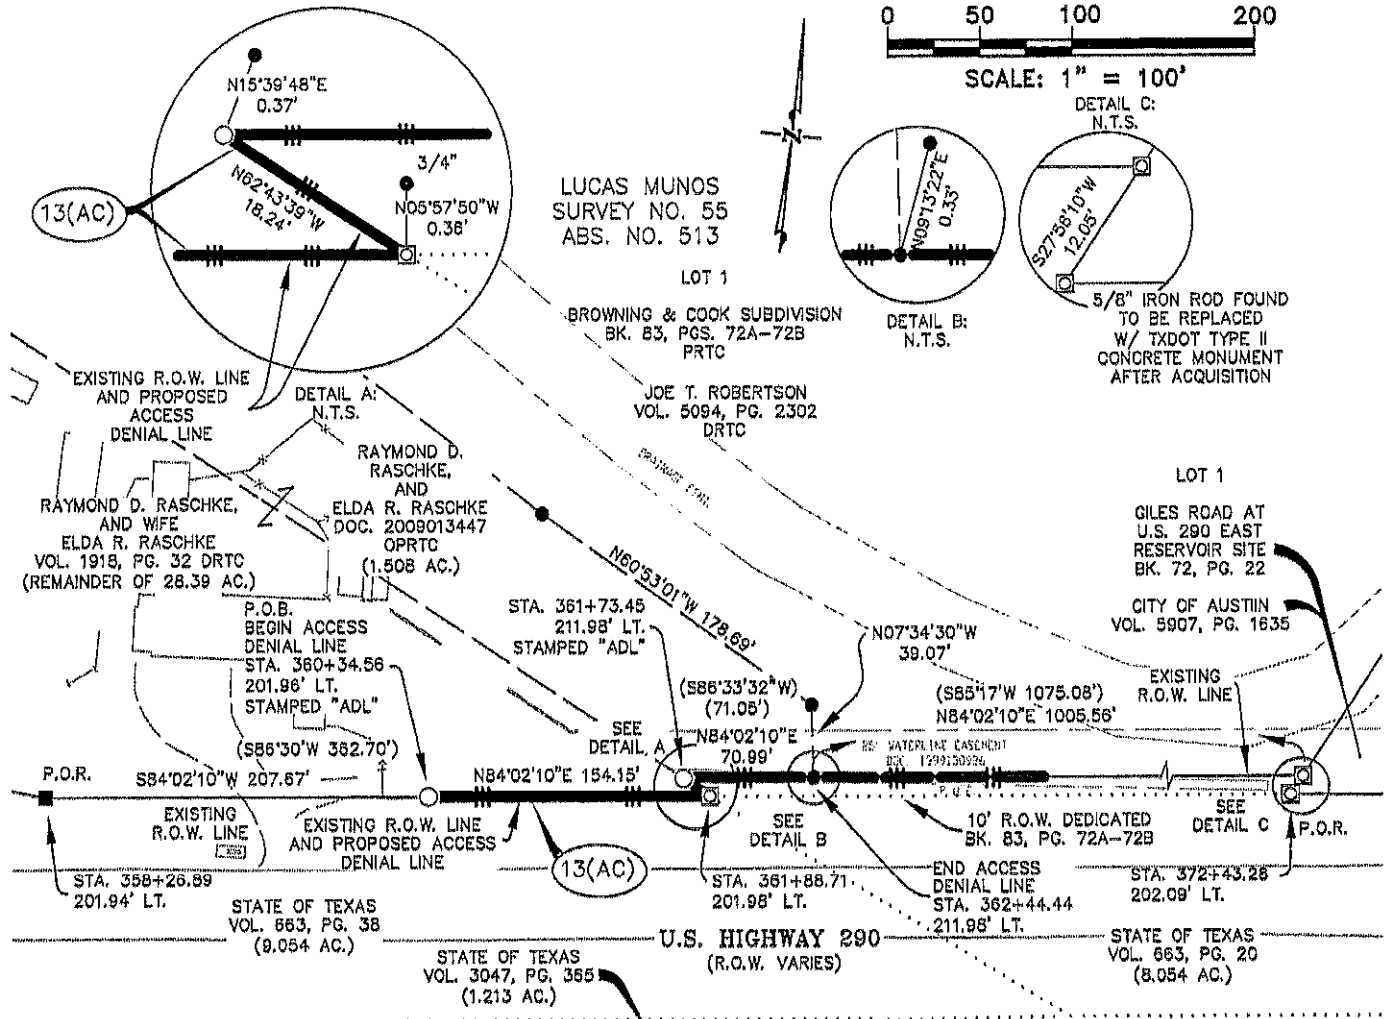 0 50 100 200
SCALE: 1" = 100'
N15°39'48"E
0.37'
3/4"
N62°43'39"W
18.24'
N05°57'50"W
0.36'
13(AC)
LUCAS MUNOS
SURVEY NO. 55
ABS. NO. 513
LOT 1
BROWNING & COOK SUBDIVISION
BK. 83, PGS. 72A-72B
PRTC
JOE T. ROBERTSON
VOL. 5094, PG. 2302
DRTC
Z
N09°13'22"E
0.33'
DETAIL B:
N.T.S.
DETAIL C:
N.T.S.
S27°58'10"W
12.05'
5/8" IRON ROD FOUND
TO BE REPLACED
W/ TXDOT TYPE II
CONCRETE MONUMENT
AFTER ACQUISITION
EXISTING R.O.W. LINE
AND PROPOSED
ACCESS
DENIAL LINE
DETAIL A:
N.T.S.
RAYMOND D.
RASCHKE,
AND
ELDA R. RASCHKE
DOC. 2009013447
OPRTC
(1.508 AC.)
RAYMOND D. RASCHKE,
AND WIFE
ELDA R. RASCHKE
VOL. 1918, PG. 32 DRTC
(REMAINDER OF 28.39 AC.)
DRAINAGE ESMT.
LOT 1
GILES ROAD AT
U.S. 290 EAST
RESERVOIR SITE
BK. 72, PG. 22
CITY OF AUSTIIN
VOL. 5907, PG. 1635
N60°53'01"W 178.69'
STA. 361+73.45
211.98' LT.
STAMPED "ADL"
P.O.B.
BEGIN ACCESS
DENIAL LINE
STA. 360+34.56
201.96' LT.
STAMPED "ADL"
N07°34'30"W
39.07'
(S86°33'32"W)
(71.05')
N84°02'10"E
70.99'
(S85°17'W 1075.08')
N84°02'10"E 1005.56'
EXISTING
R.O.W. LINE
SEE
DETAIL A
WATERLINE EASEMENT
DOC. 1999130926
P.U.E.
(S86°30'W 362.70')
P.O.R.
S84°02'10"W 207.67'
N84°02'10"E 154.15'
EXISTING
R.O.W. LINE
EXISTING R.O.W. LINE
AND PROPOSED ACCESS
DENIAL LINE
SEE
DETAIL B
10' R.O.W. DEDICATED
BK. 83, PG. 72A-72B
SEE
DETAIL C
P.O.R.
13(AC)
STA. 358+26.89
201.94' LT.
STA. 361+88.71
201.98' LT.
END ACCESS
DENIAL LINE
STA. 362+44.44
211.98' LT.
STA. 372+43.28
202.09' LT.
STATE OF TEXAS
VOL. 663, PG. 38
(9.054 AC.)
U.S. HIGHWAY 290
(R.O.W. VARIES)
STATE OF TEXAS
VOL. 3047, PG. 355
(1.213 AC.)
STATE OF TEXAS
VOL. 663, PG. 20
(8.054 AC.)